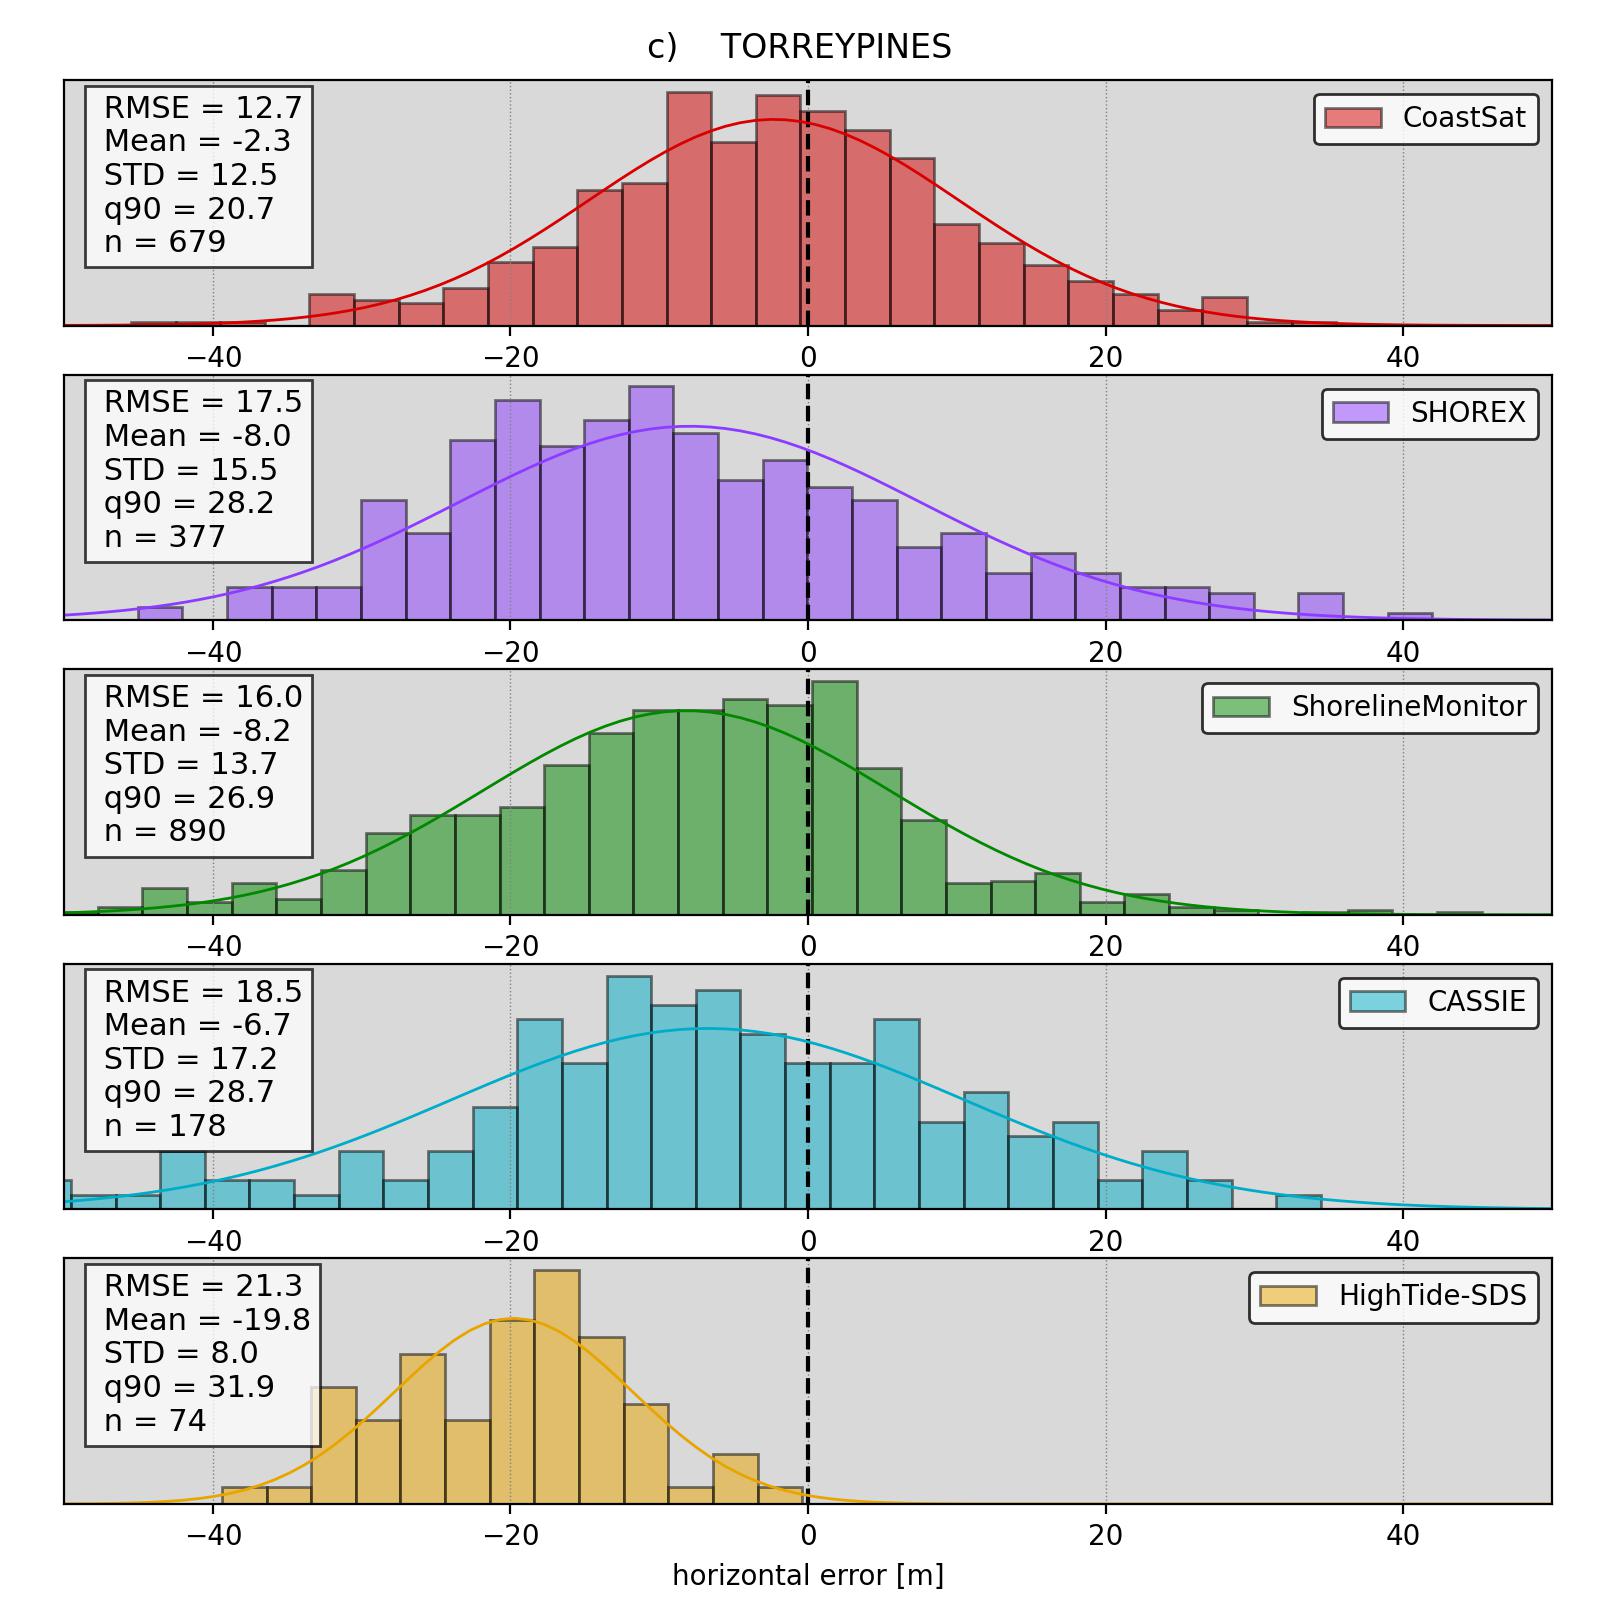 c)    TORREYPINES
RMSE = 12.7
Mean = -2.3
STD = 12.5
q90 = 20.7
n = 679
CoastSat
−40 −20 0 20 40
RMSE = 17.5
Mean = -8.0
STD = 15.5
q90 = 28.2
n = 377
SHOREX
−40 −20 0 20 40
RMSE = 16.0
Mean = -8.2
STD = 13.7
q90 = 26.9
n = 890
ShorelineMonitor
−40 −20 0 20 40
RMSE = 18.5
Mean = -6.7
STD = 17.2
q90 = 28.7
n = 178
CASSIE
−40 −20 0 20 40
RMSE = 21.3
Mean = -19.8
STD = 8.0
q90 = 31.9
n = 74
HighTide-SDS
−40 −20 0 20 40
horizontal error [m]